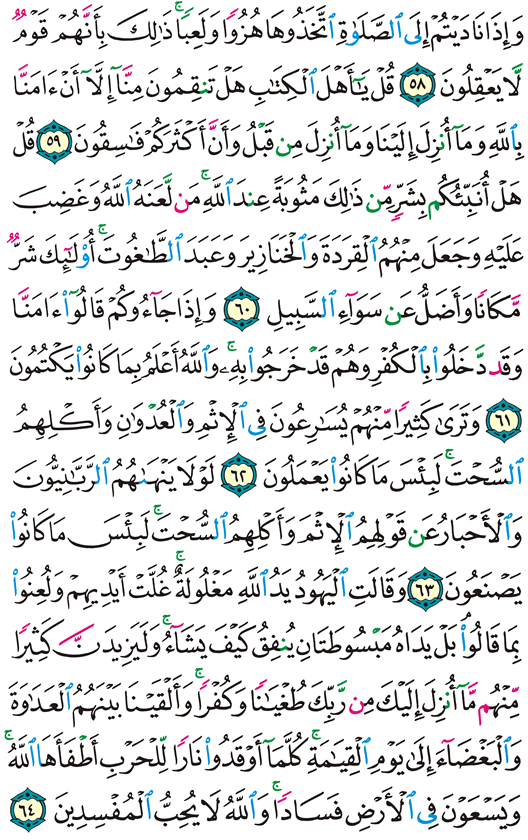 وَإِذَا نَادَيْتُمْ إِلَى ٱلصَّلَوٰةِ ٱتَّخَذُوهَا هُزُوًا وَلَعِبًا ۚ ذَٰلِكَ بِأَنَّهُمْ قَوْمٌ
لَّا يَعْقِلُونَ ٥٨ قُلْ يَٰٓأَهْلَ ٱلْكِتَٰبِ هَلْ تَنقِمُونَ مِنَّآ إِلَّآ أَنْ ءَامَنَّا
بِٱللَّهِ وَمَآ أُنزِلَ إِلَيْنَا وَمَآ أُنزِلَ مِن قَبْلُ وَأَنَّ أَكْثَرَكُمْ فَٰسِقُونَ ٥٩ قُلْ
هَلْ أُنَبِّئُكُم بِشَرٍّ مِّن ذَٰلِكَ مَثُوبَةً عِندَ ٱللَّهِ ۚ مَن لَّعَنَهُ ٱللَّهُ وَغَضِبَ
عَلَيْهِ وَجَعَلَ مِنْهُمُ ٱلْقِرَدَةَ وَٱلْخَنَازِيرَ وَعَبَدَ ٱلطَّٰغُوتَ ۚ أُو۟لَٰٓئِكَ شَرٌّ
مَّكَانًا وَأَضَلُّ عَن سَوَآءِ ٱلسَّبِيلِ ٦٠ وَإِذَا جَآءُوكُمْ قَالُوٓا۟ ءَامَنَّا
وَقَد دَّخَلُوا۟ بِٱلْكُفْرِ وَهُمْ قَدْ خَرَجُوا۟ بِهِۦ ۚ وَٱللَّهُ أَعْلَمُ بِمَا كَانُوا۟ يَكْتُمُونَ
٦١ وَتَرَىٰ كَثِيرًا مِّنْهُمْ يُسَٰرِعُونَ فِى ٱلْإِثْمِ وَٱلْعُدْوَٰنِ وَأَكْلِهِمُ
ٱلسُّحْتَ ۚ لَبِئْسَ مَا كَانُوا۟ يَعْمَلُونَ ٦٢ لَوْلَا يَنْهَىٰهُمُ ٱلرَّبَّٰنِيُّونَ
وَٱلْأَحْبَارُ عَن قَوْلِهِمُ ٱلْإِثْمَ وَأَكْلِهِمُ ٱلسُّحْتَ ۚ لَبِئْسَ مَا كَانُوا۟
يَصْنَعُونَ ٦٣ وَقَالَتِ ٱلْيَهُودُ يَدُ ٱللَّهِ مَغْلُولَةٌ ۚ غُلَّتْ أَيْدِيهِمْ وَلُعِنُوا۟
بِمَا قَالُوا۟ ۘ بَلْ يَدَاهُ مَبْسُوطَتَانِ يُنفِقُ كَيْفَ يَشَآءُ ۚ وَلَيَزِيدَنَّ كَثِيرًا
مِّنْهُم مَّآ أُنزِلَ إِلَيْكَ مِن رَّبِّكَ طُغْيَٰنًا وَكُفْرًا ۚ وَأَلْقَيْنَا بَيْنَهُمُ ٱلْعَدَٰوَةَ
وَٱلْبَغْضَآءَ إِلَىٰ يَوْمِ ٱلْقِيَٰمَةِ ۚ كُلَّمَآ أَوْقَدُوا۟ نَارًا لِّلْحَرْبِ أَطْفَأَهَا ٱللَّهُ ۚ
وَيَسْعَوْنَ فِى ٱلْأَرْضِ فَسَادًا ۚ وَٱللَّهُ لَا يُحِبُّ ٱلْمُفْسِدِينَ ٦٤